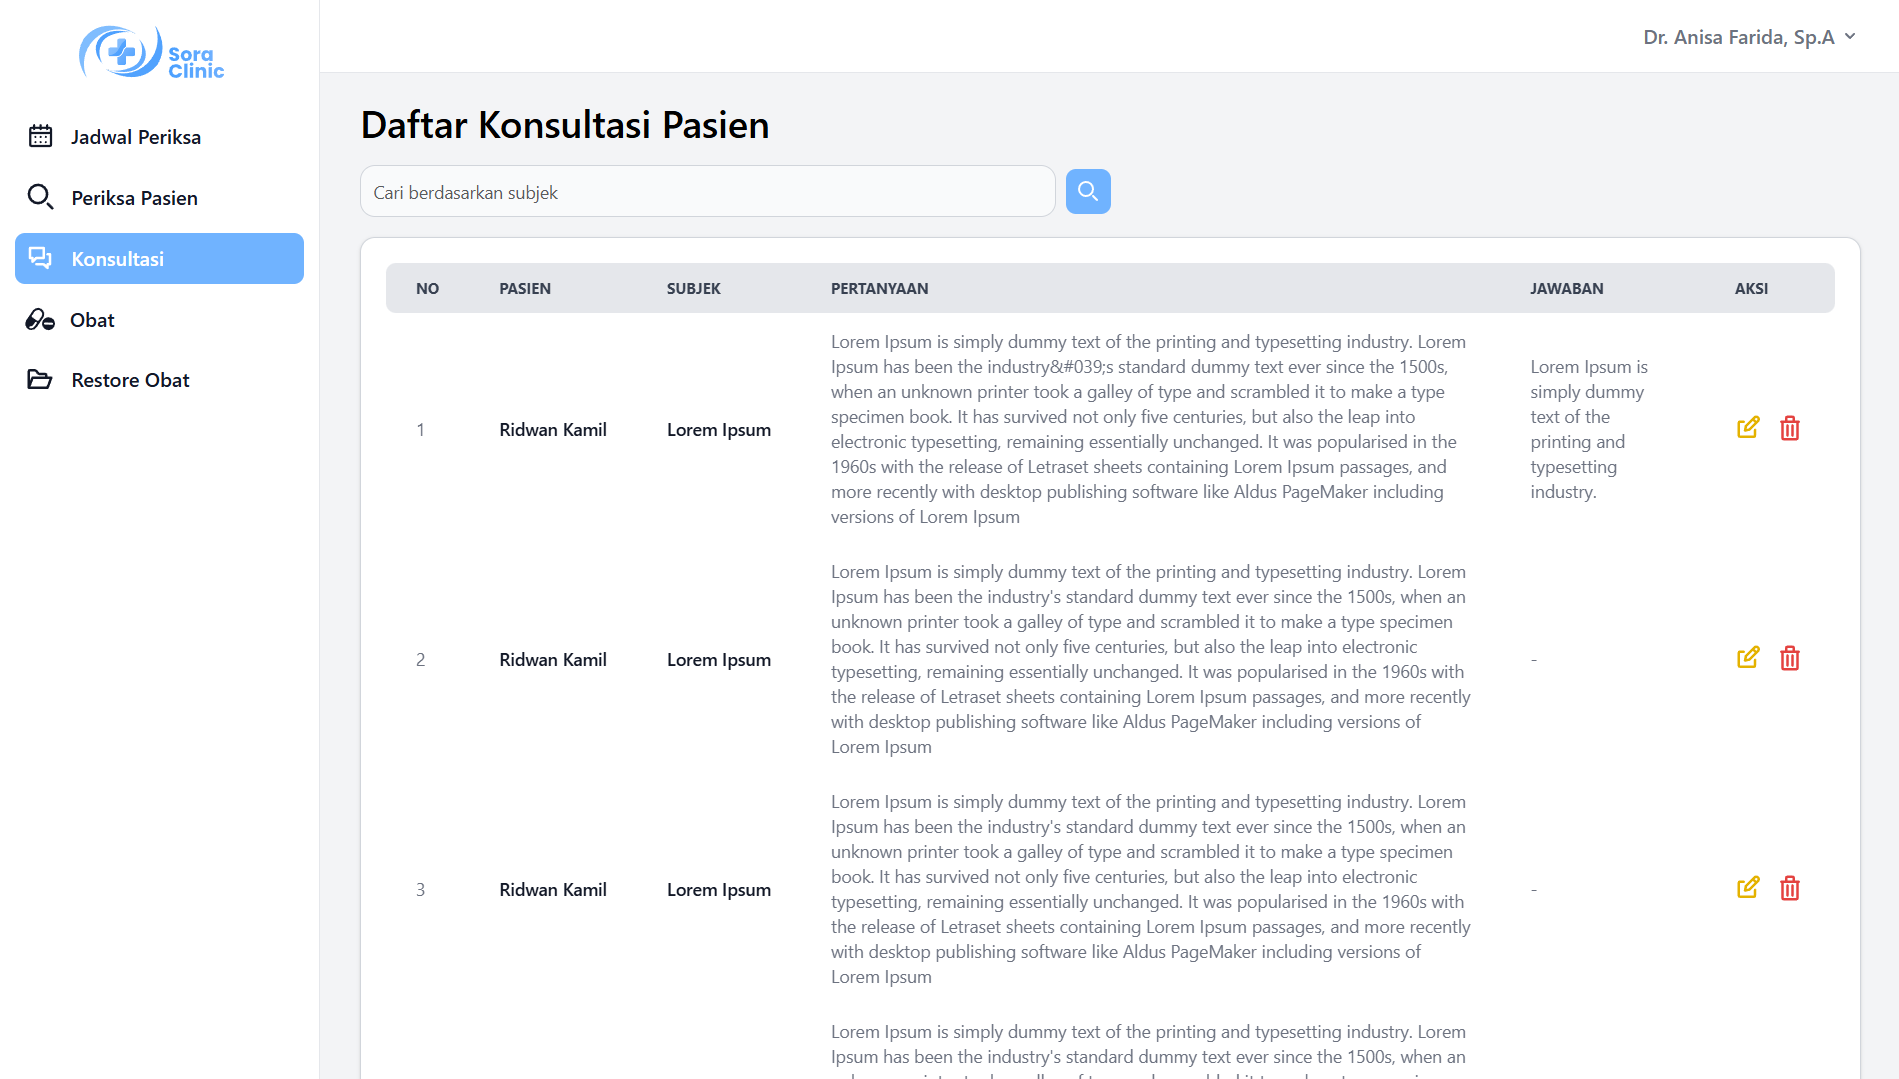 Sora
Clinic
Dr. Anisa Farida, Sp.A
Jadwal Periksa
Periksa Pasien
Konsultasi
Obat
Restore Obat
Daftar Konsultasi Pasien
Cari berdasarkan subjek
NO PASIEN SUBJEK PERTANYAAN JAWABAN AKSI
1
Ridwan Kamil
Lorem Ipsum
Lorem Ipsum is simply dummy text of the printing and typesetting industry. Lorem
Ipsum has been the industry&#039;s standard dummy text ever since the 1500s,
when an unknown printer took a galley of type and scrambled it to make a type
specimen book. It has survived not only five centuries, but also the leap into
electronic typesetting, remaining essentially unchanged. It was popularised in the
1960s with the release of Letraset sheets containing Lorem Ipsum passages, and
more recently with desktop publishing software like Aldus PageMaker including
versions of Lorem Ipsum
Lorem Ipsum is
simply dummy
text of the
printing and
typesetting
industry.
2
Ridwan Kamil
Lorem Ipsum
Lorem Ipsum is simply dummy text of the printing and typesetting industry. Lorem
Ipsum has been the industry's standard dummy text ever since the 1500s, when an
unknown printer took a galley of type and scrambled it to make a type specimen
book. It has survived not only five centuries, but also the leap into electronic
typesetting, remaining essentially unchanged. It was popularised in the 1960s with
the release of Letraset sheets containing Lorem Ipsum passages, and more recently
with desktop publishing software like Aldus PageMaker including versions of
Lorem Ipsum
-
3
Ridwan Kamil
Lorem Ipsum
Lorem Ipsum is simply dummy text of the printing and typesetting industry. Lorem
Ipsum has been the industry's standard dummy text ever since the 1500s, when an
unknown printer took a galley of type and scrambled it to make a type specimen
book. It has survived not only five centuries, but also the leap into electronic
typesetting, remaining essentially unchanged. It was popularised in the 1960s with
the release of Letraset sheets containing Lorem Ipsum passages, and more recently
with desktop publishing software like Aldus PageMaker including versions of
Lorem Ipsum
-
Lorem Ipsum is simply dummy text of the printing and typesetting industry. Lorem
Ipsum has been the industry's standard dummy text ever since the 1500s, when an